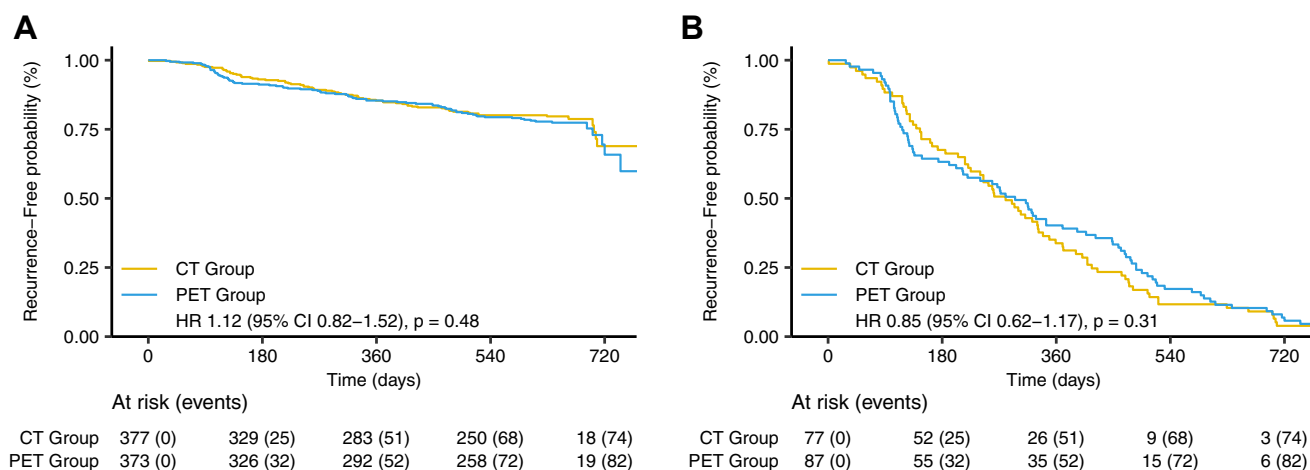 A
Recurrence−Free probability (%)
1.00
0.75
0.50
0.25
0.00
CT Group
PET Group
HR 1.12 (95% CI 0.82−1.52), p = 0.48
0 180 360 540 720
Time (days)
At risk (events)
CT Group 377 (0) 329 (25) 283 (51) 250 (68) 18 (74)
PET Group 373 (0) 326 (32) 292 (52) 258 (72) 19 (82)
B
Recurrence−Free probability (%)
1.00
0.75
0.50
0.25
0.00
CT Group
PET Group
HR 0.85 (95% CI 0.62−1.17), p = 0.31
0 180 360 540 720
Time (days)
At risk (events)
CT Group 77 (0) 52 (25) 26 (51) 9 (68) 3 (74)
PET Group 87 (0) 55 (32) 35 (52) 15 (72) 6 (82)